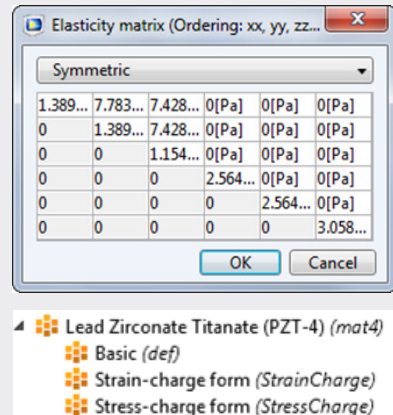 Elasticity matrix (Ordering: xx, yy, zz...
Symmetric
1.389... 7.783... 7.428... 0[Pa] 0[Pa] 0[Pa]
0 1.389... 7.428... 0[Pa] 0[Pa] 0[Pa]
0 0 1.154... 0[Pa] 0[Pa] 0[Pa]
0 0 0 2.564... 0[Pa] 0[Pa]
0 0 0 0 2.564... 0[Pa]
0 0 0 0 0 3.058...
OK Cancel
Lead Zirconate Titanate (PZT-4) (mat4)
Basic (def)
Strain-charge form (StrainCharge)
Stress-charge form (StressCharge)